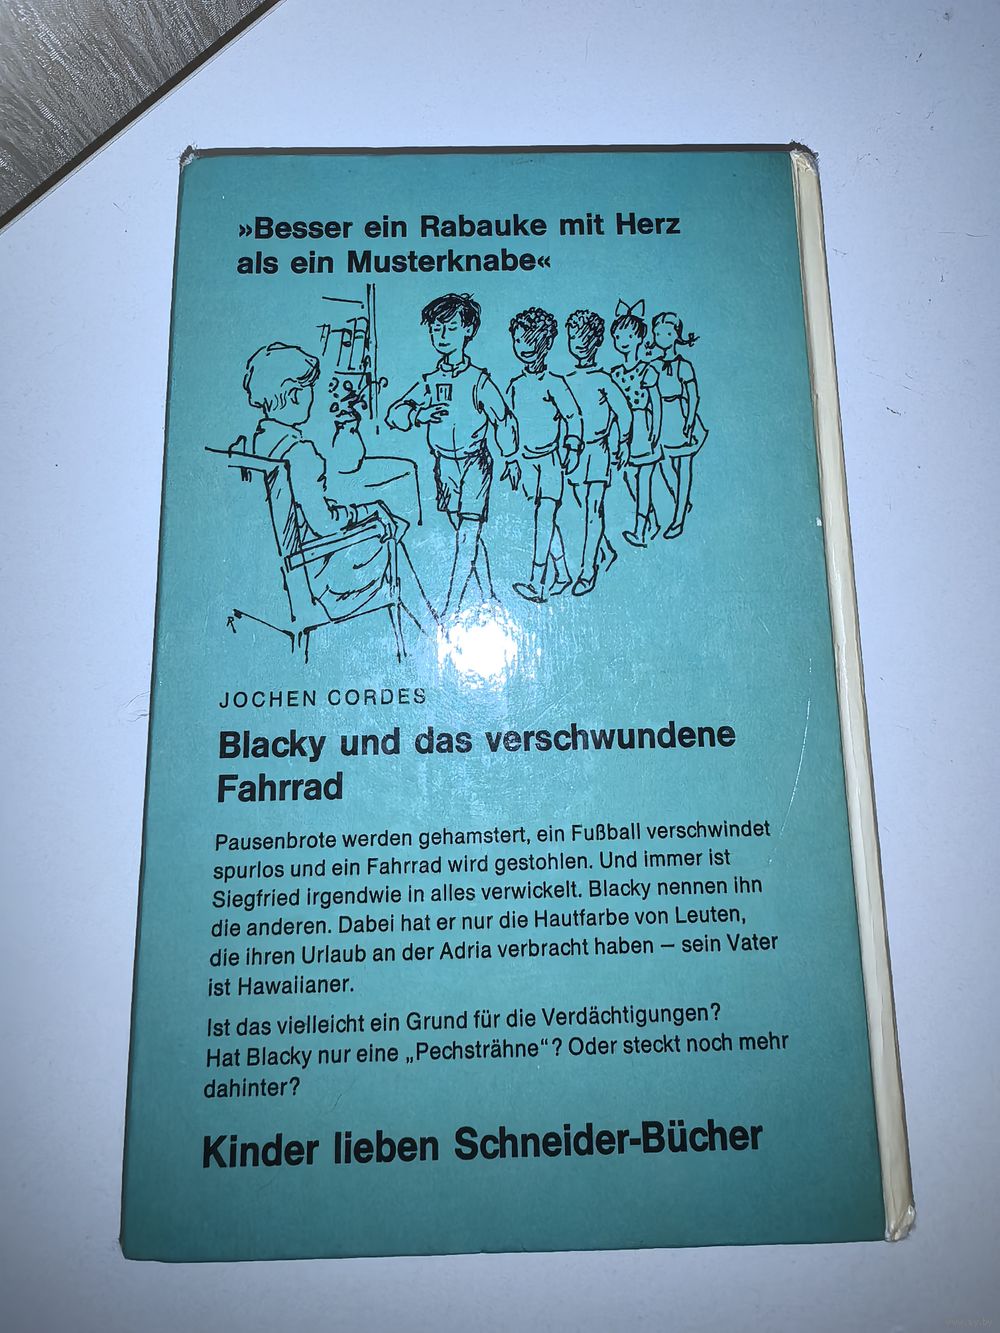 »Besser ein Rabauke mit Herz
als ein Musterknabe«
JOCHEN CORDES
Blacky und das verschwundene
Fahrrad
Pausenbrote werden gehamstert, ein Fußball verschwindet
spurlos und ein Fahrrad wird gestohlen. Und immer ist
Siegfried irgendwie in alles verwickelt. Blacky nennen ihn
die anderen. Dabei hat er nur die Hautfarbe von Leuten,
die ihren Urlaub an der Adria verbracht haben – sein Vater
ist Hawaiianer.
Ist das vielleicht ein Grund für die Verdächtigungen?
Hat Blacky nur eine „Pechsträhne“? Oder steckt noch mehr
dahinter?
Kinder lieben Schneider-Bücher